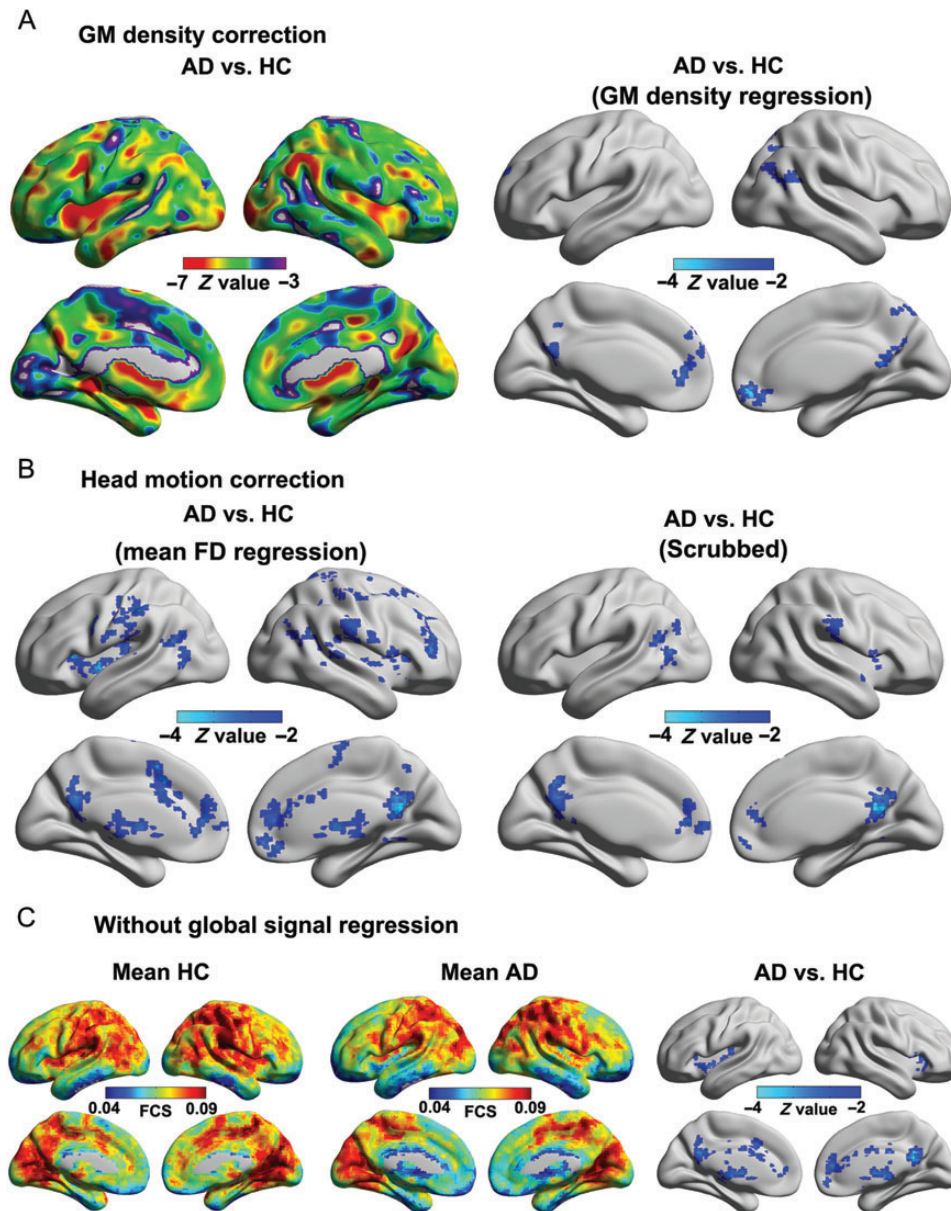 A
GM density correction
AD vs. HC
AD vs. HC
(GM density regression)
−7 Z value −3
−4 Z value −2
B
Head motion correction
AD vs. HC
(mean FD regression)
AD vs. HC
(Scrubbed)
−4 Z value −2
−4 Z value −2
C
Without global signal regression
Mean HC
Mean AD
AD vs. HC
0.04 FCS 0.09
0.04 FCS 0.09
−4 Z value −2